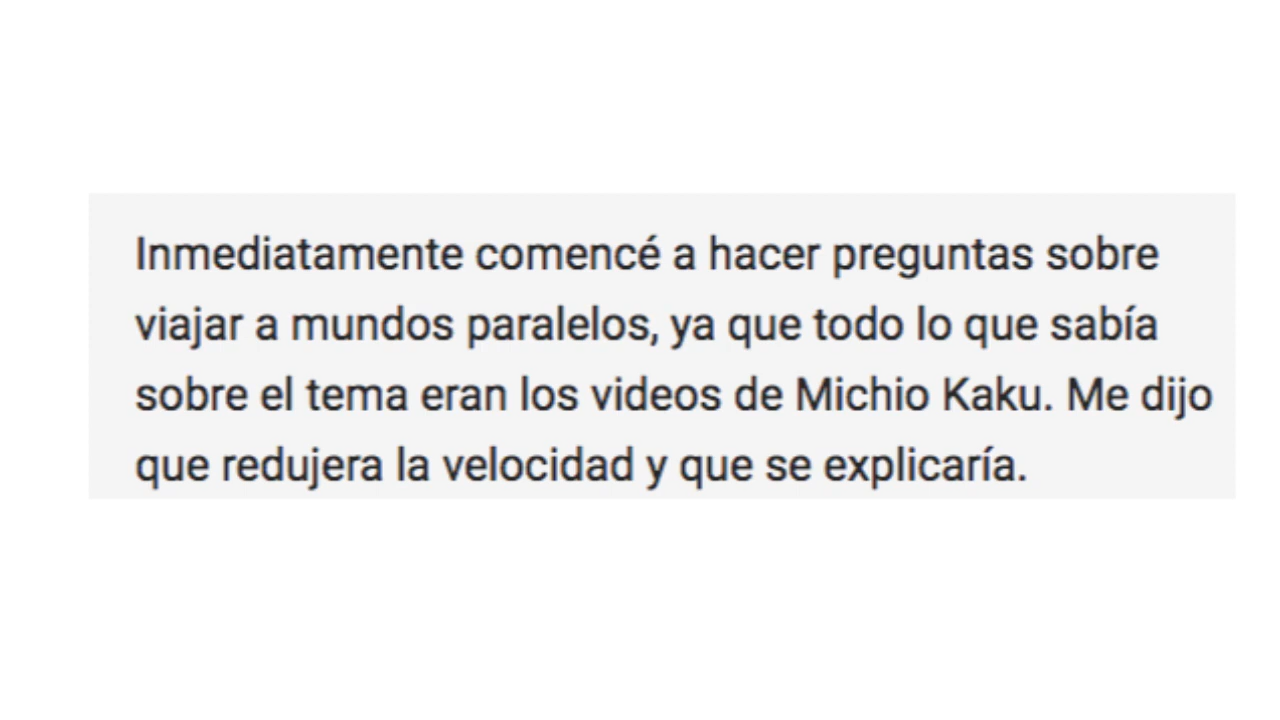 Inmediatamente comencé a hacer preguntas sobre
viajar a mundos paralelos, ya que todo lo que sabía
sobre el tema eran los videos de Michio Kaku. Me dijo
que redujera la velocidad y que se explicaría.